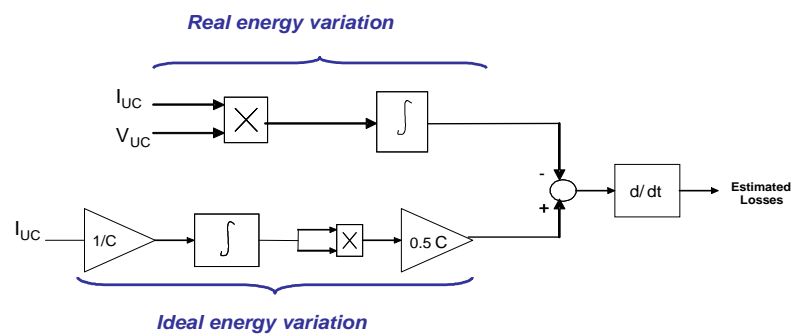 Real energy variation
I_UC
V_UC
×
∫
-
+
d/dt
Estimated
Losses
I_UC
1/C
∫
×
0.5 C
Ideal energy variation